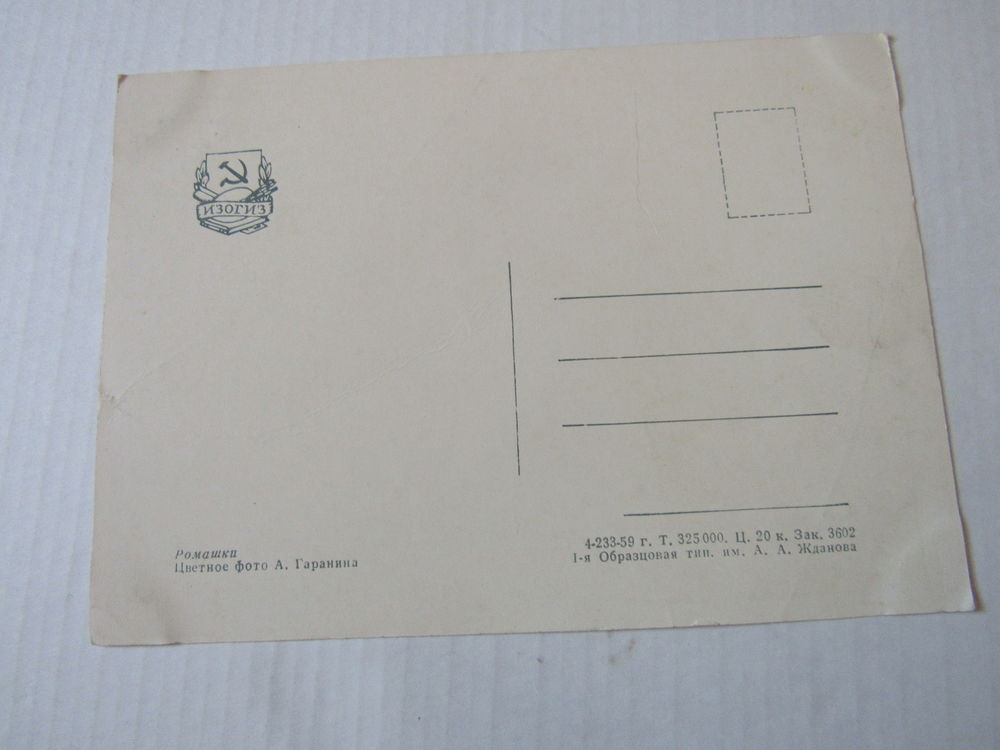 ИЗОГИЗ
Ромашки
Цветное фото А. Гаранина
4-233-59 г. Т. 325000. Ц. 20 к. Зак. 3602
1-я Образцовая тип. им. А. А. Жданова